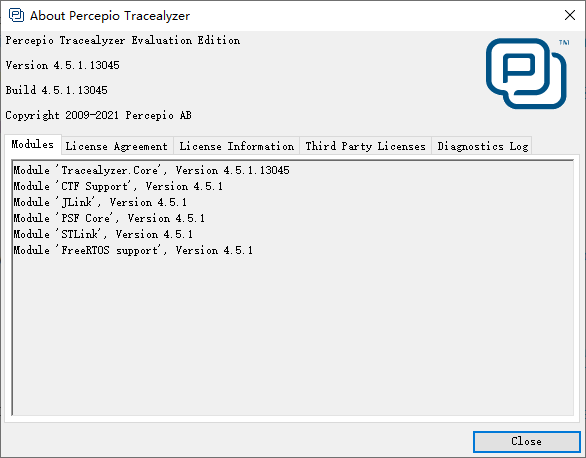 About Percepio Tracealyzer
Percepio Tracealyzer Evaluation Edition
Version 4.5.1.13045
Build 4.5.1.13045
Copyright 2009-2021 Percepio AB
TM
Modules License Agreement License Information Third Party Licenses Diagnostics Log
Module 'Tracealyzer.Core', Version 4.5.1.13045
Module 'CTF Support', Version 4.5.1
Module 'JLink', Version 4.5.1
Module 'PSF Core', Version 4.5.1
Module 'STLink', Version 4.5.1
Module 'FreeRTOS support', Version 4.5.1
Close